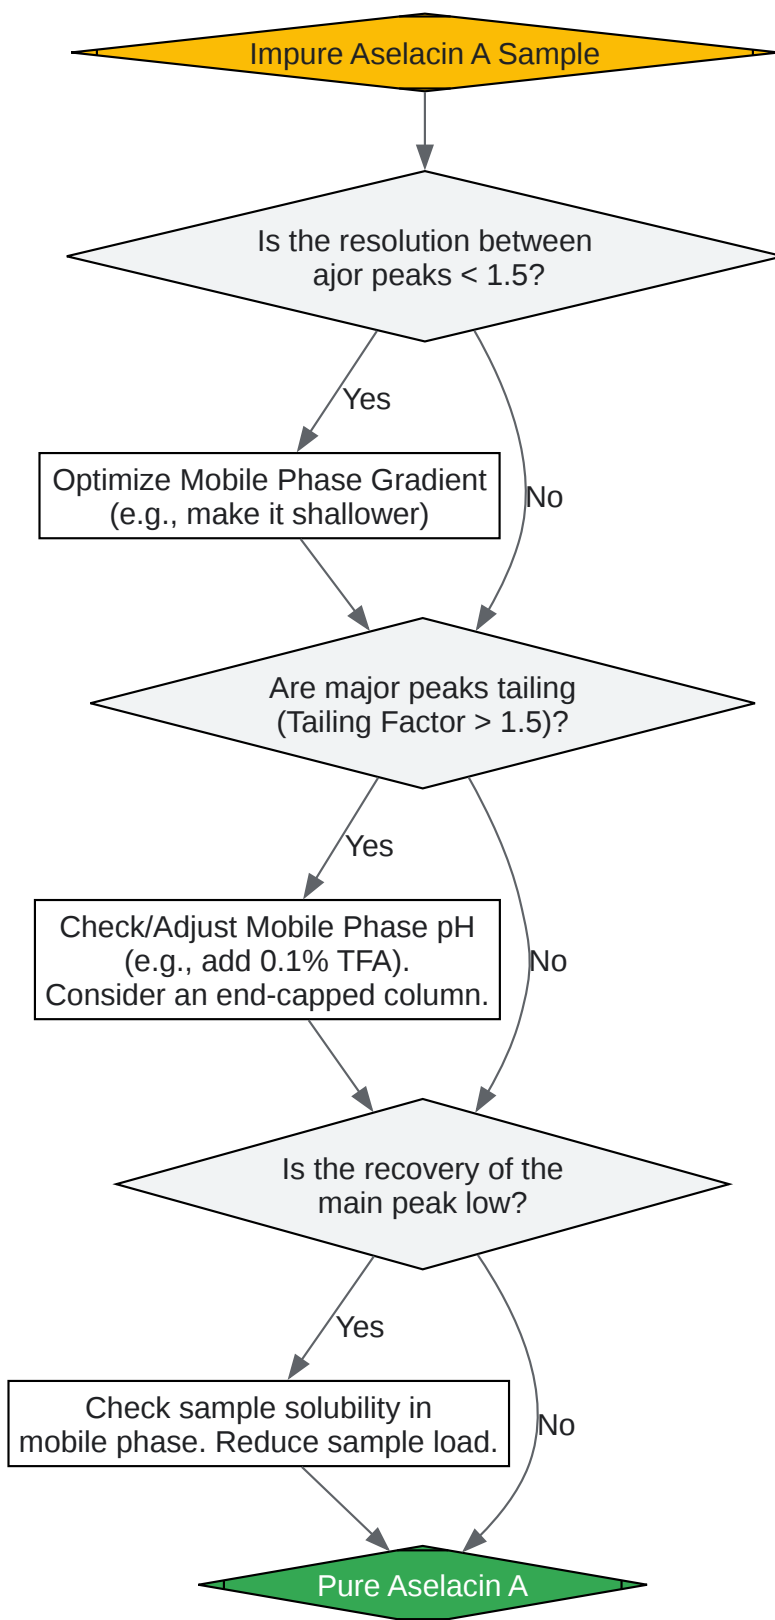 Impure Aselacin A Sample
Is the resolution between
ajor peaks < 1.5?
Yes
Optimize Mobile Phase Gradient
(e.g., make it shallower)
No
Are major peaks tailing
(Tailing Factor > 1.5)?
Yes
Check/Adjust Mobile Phase pH
(e.g., add 0.1% TFA).
Consider an end-capped column.
No
Is the recovery of the
main peak low?
Yes
Check sample solubility in
mobile phase. Reduce sample load.
No
Pure Aselacin A